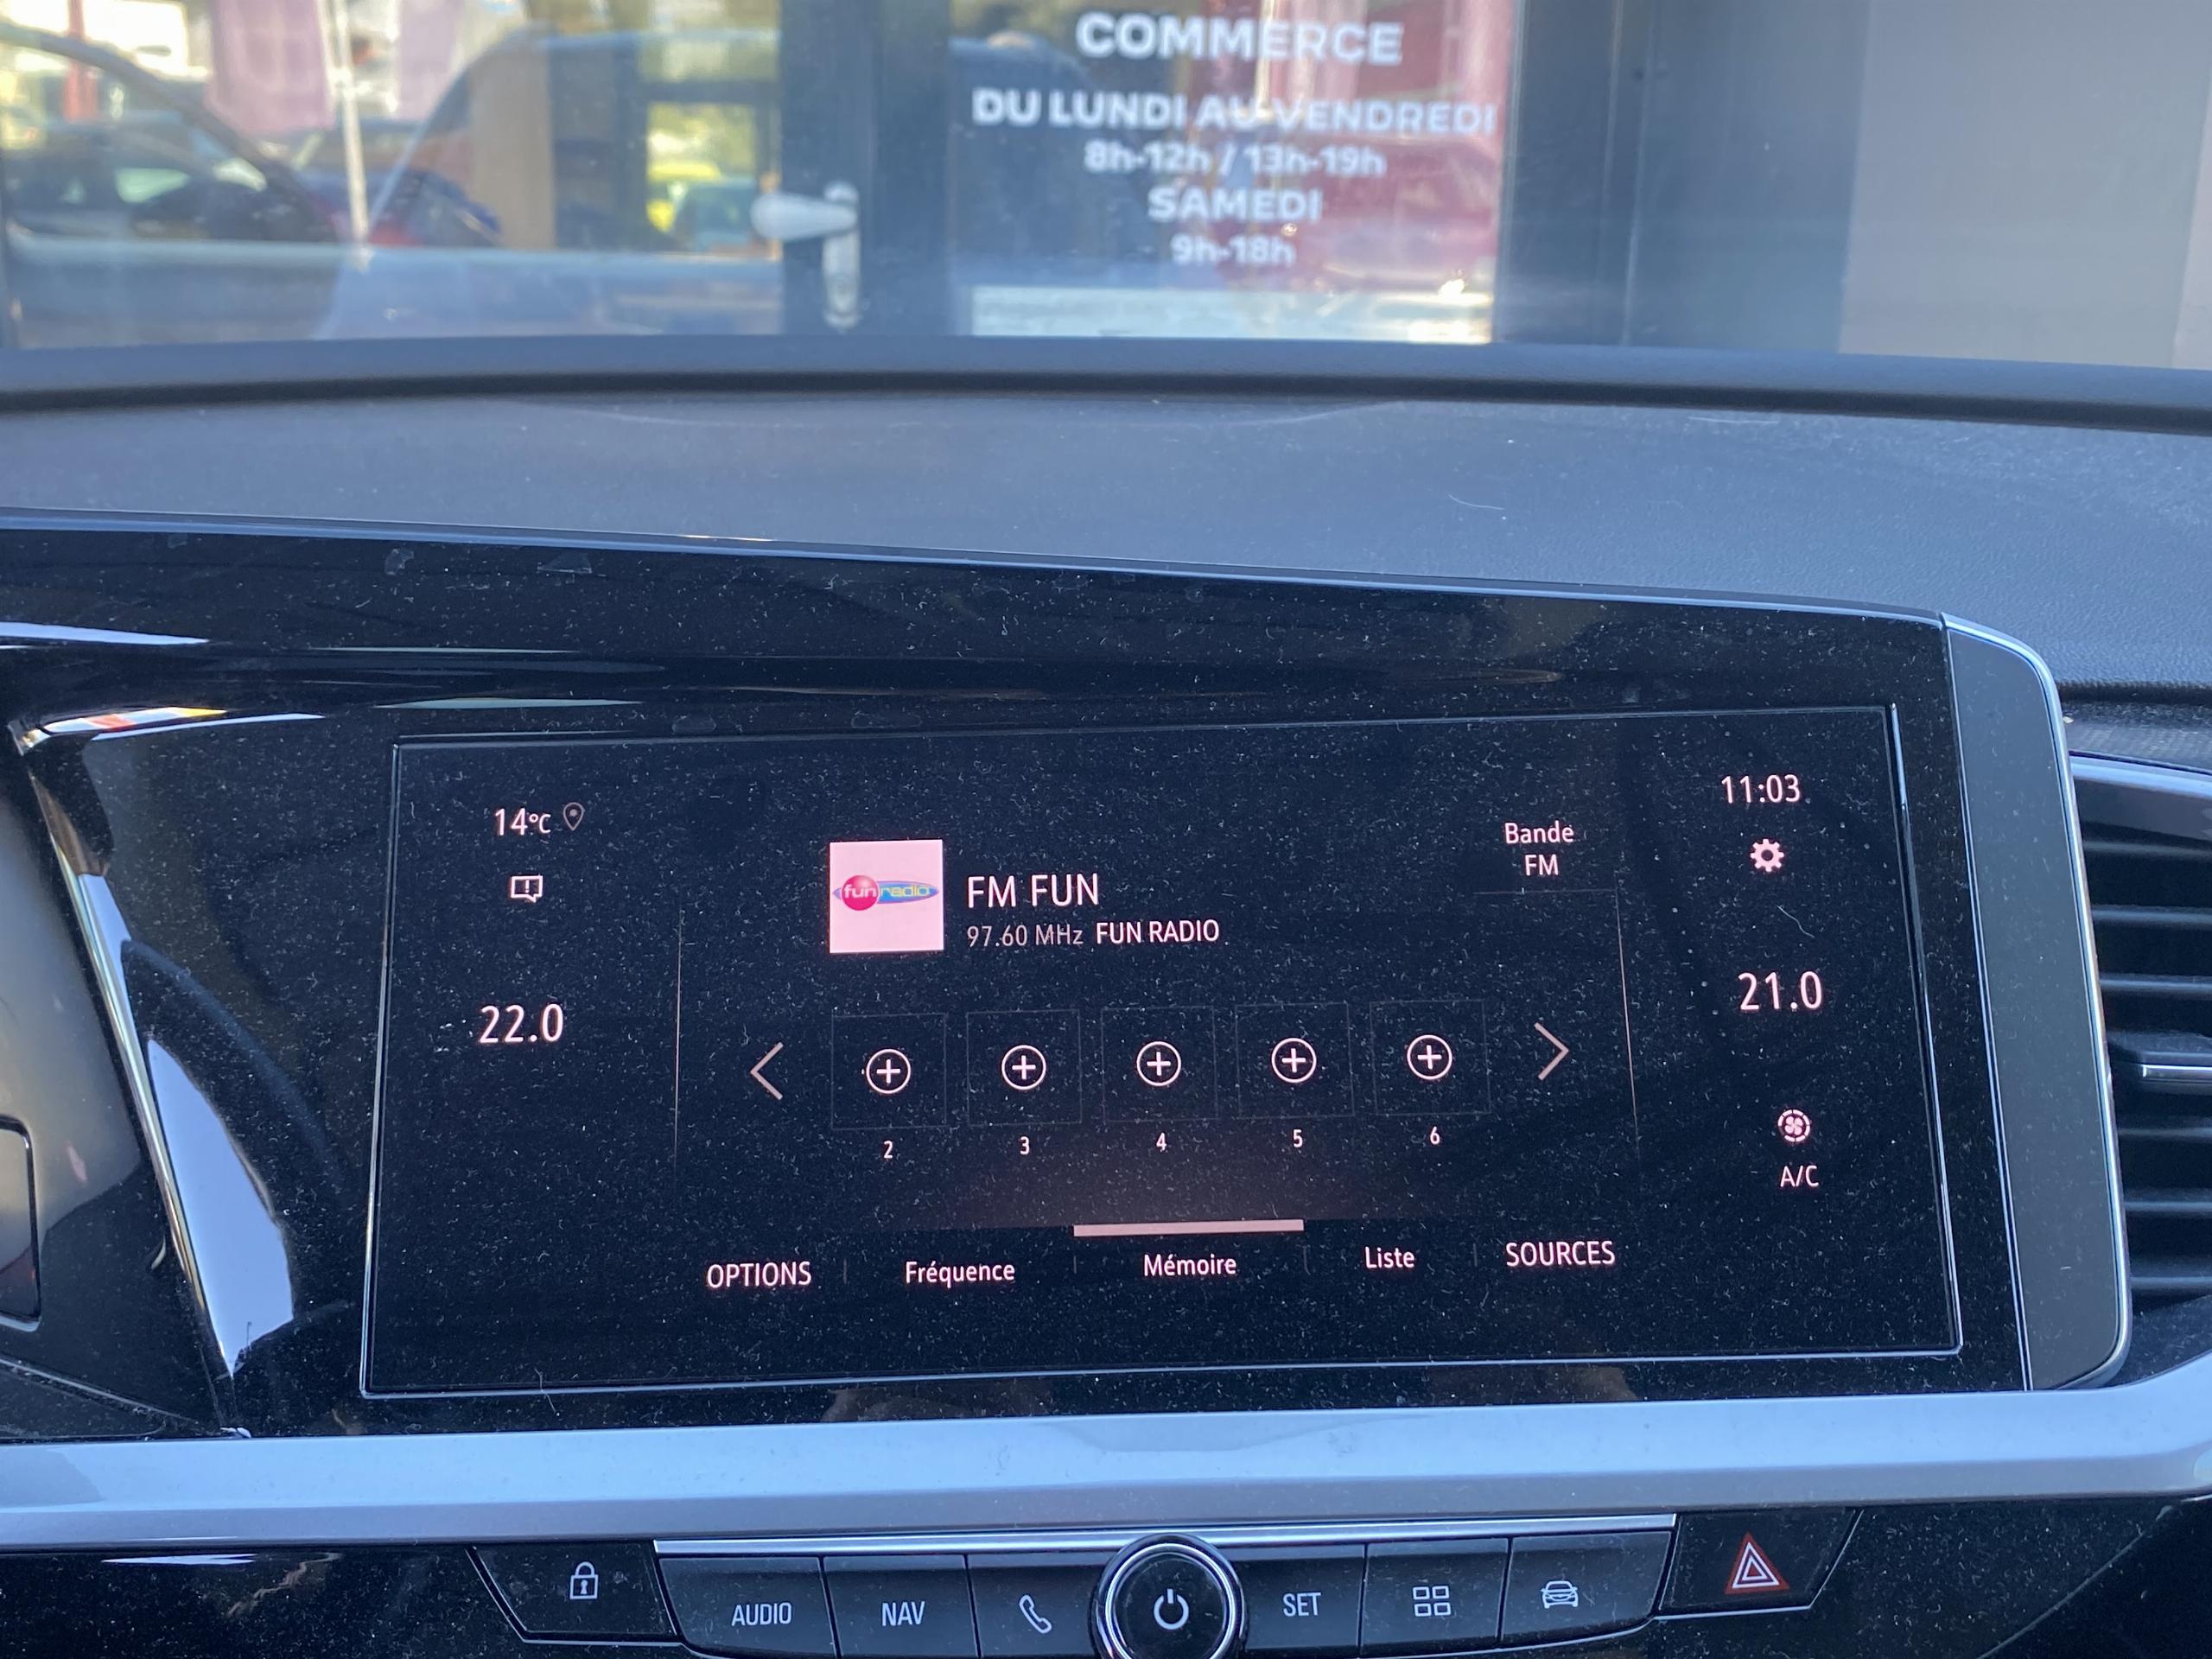 COMMERCE
DU LUNDI AU VENDREDI
8h-12h / 13h-19h
SAMEDI
9h-18h
14°C
11:03
Bande
FM
fun radio
FM FUN
97.60 MHz FUN RADIO
22.0
21.0
2 3 4 5 6
A/C
OPTIONS Fréquence Mémoire Liste SOURCES
AUDIO NAV SET